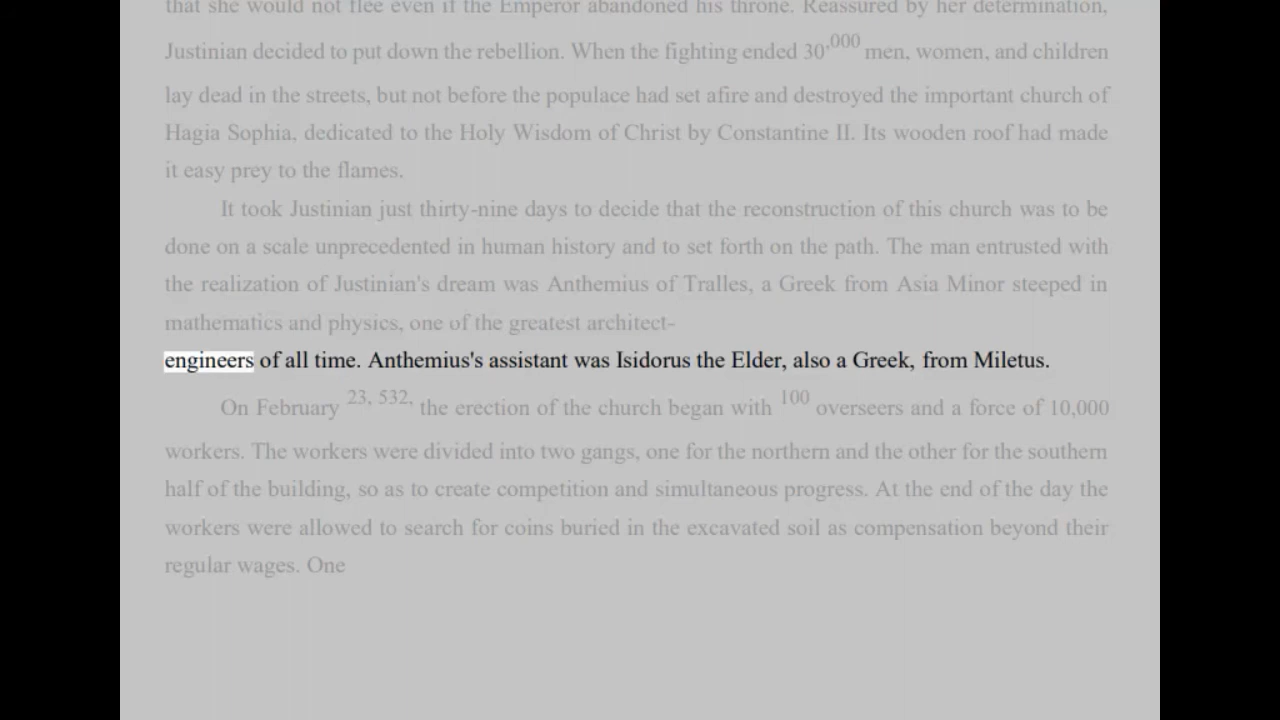 that she would not flee even if the Emperor abandoned his throne. Reassured by her determination,
Justinian decided to put down the rebellion. When the fighting ended 30,000 men, women, and children
lay dead in the streets, but not before the populace had set afire and destroyed the important church of
Hagia Sophia, dedicated to the Holy Wisdom of Christ by Constantine II. Its wooden roof had made
it easy prey to the flames.
It took Justinian just thirty-nine days to decide that the reconstruction of this church was to be
done on a scale unprecedented in human history and to set forth on the path. The man entrusted with
the realization of Justinian's dream was Anthemius of Tralles, a Greek from Asia Minor steeped in
mathematics and physics, one of the greatest architect-
engineers of all time. Anthemius's assistant was Isidorus the Elder, also a Greek, from Miletus.
On February 23, 532, the erection of the church began with 100 overseers and a force of 10,000
workers. The workers were divided into two gangs, one for the northern and the other for the southern
half of the building, so as to create competition and simultaneous progress. At the end of the day the
workers were allowed to search for coins buried in the excavated soil as compensation beyond their
regular wages. One